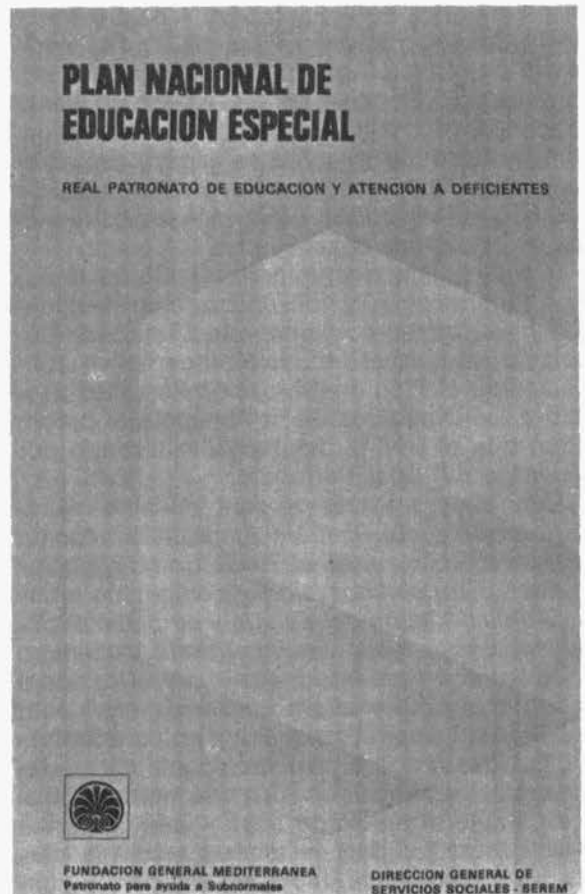 PLAN NACIONAL DE
EDUCACION ESPECIAL
REAL PATRONATO DE EDUCACION Y ATENCION A DEFICIENTES
FUNDACION GENERAL MEDITERRANEA
Patronato para ayuda a Subnormales
DIRECCION GENERAL DE
SERVICIOS SOCIALES - SEREM